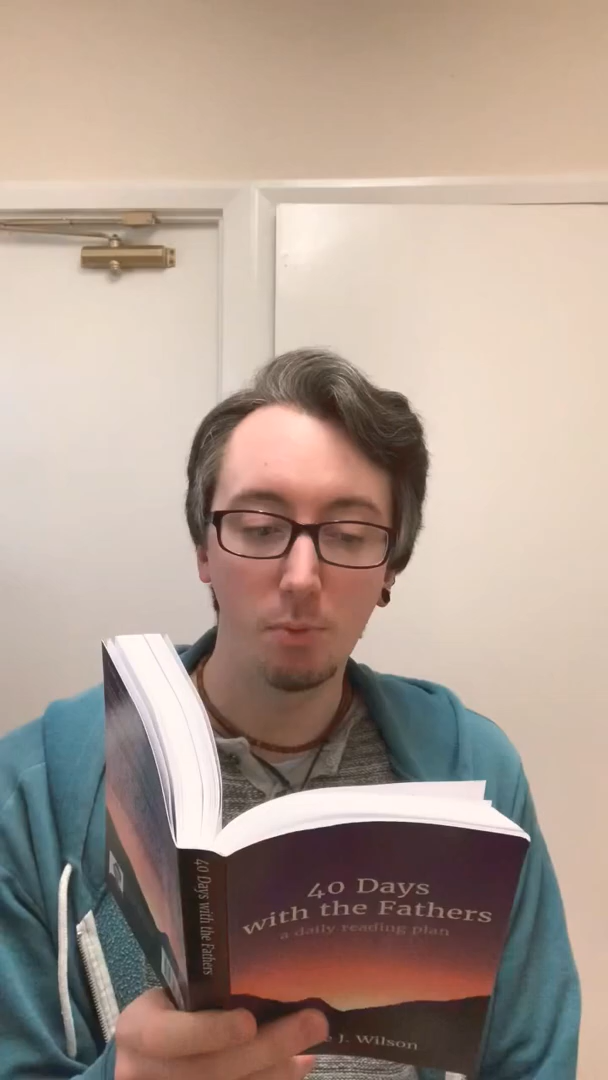 40 Days
with the Fathers
a daily reading plan
J. Wilson
40 Days with the Fathers